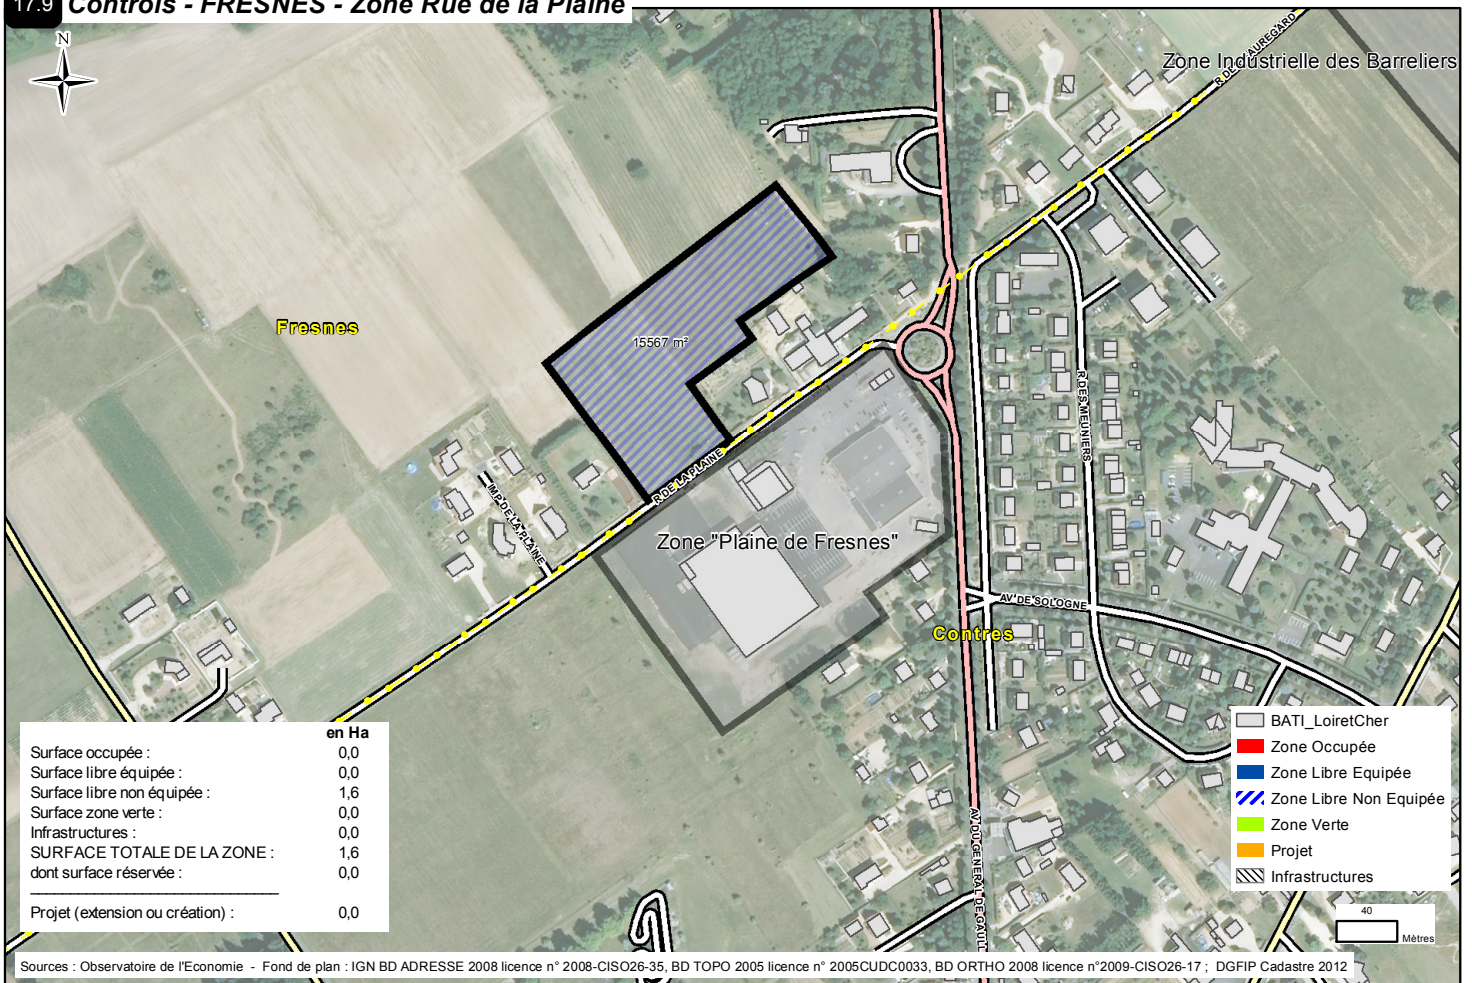 17.9 Controis - FRESNES - Zone Rue de la Plaine
N
Zone Industrielle des Barreliers
Fresnes
15567 m²
R DE LA PLAINE
IMP DE LA PLAINE
R DES MEUNIERS
Zone "Plaine de Fresnes"
AV DE SOLOGNE
Contres
AV DU GENERAL DE GAULL
en Ha
Surface occupée : 0,0
Surface libre équipée : 0,0
Surface libre non équipée : 1,6
Surface zone verte : 0,0
Infrastructures : 0,0
SURFACE TOTALE DE LA ZONE : 1,6
dont surface réservée : 0,0
Projet (extension ou création) : 0,0
BATI_LoiretCher
Zone Occupée
Zone Libre Equipée
Zone Libre Non Equipée
Zone Verte
Projet
Infrastructures
40
Mètres
Sources : Observatoire de l'Economie - Fond de plan : IGN BD ADRESSE 2008 licence n° 2008-CISO26-35, BD TOPO 2005 licence n° 2005CUDC0033, BD ORTHO 2008 licence n°2009-CISO26-17 ; DGFIP Cadastre 2012